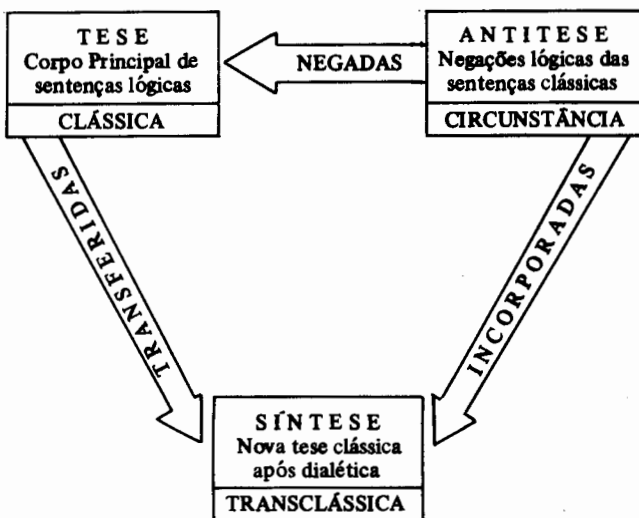 TESE
Corpo Principal de
sentenças lógicas
CLÁSSICA
NEGADAS
ANTITESE
Negações lógicas das
sentenças clássicas
CIRCUNSTÂNCIA
TRANSFERIDAS
INCORPORADAS
SÍNTESE
Nova tese clássica
após dialética
TRANSCLÁSSICA